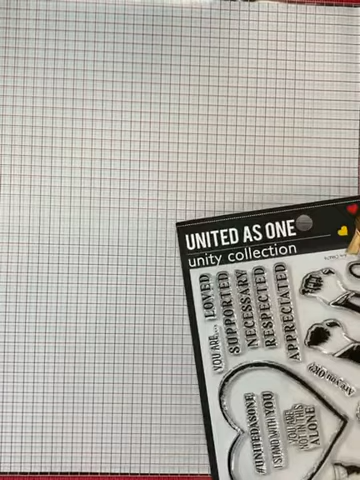 UNITED AS ONE
unity collection
YOU ARE...
LOVED
SUPPORTED
NECESSARY
RESPECTED
APPRECIATED
#UNITEDASONE
I STAND WITH YOU
YOU ARE
NOT IN THIS
ALONE